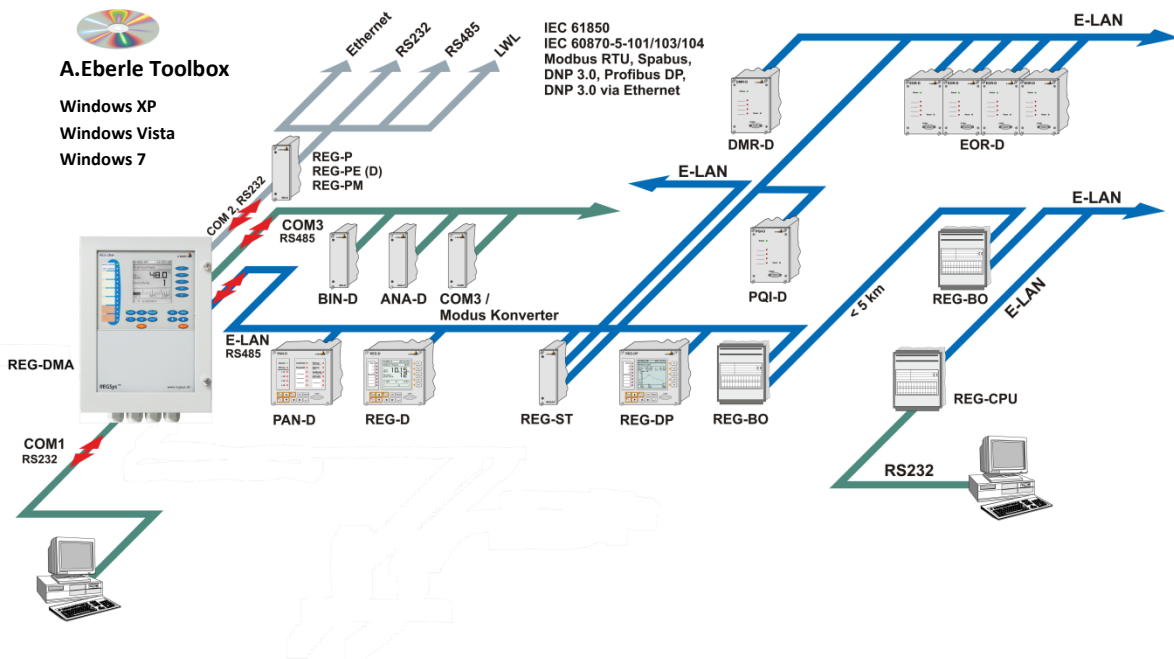 A.Eberle Toolbox
Windows XP
Windows Vista
Windows 7
Ethernet
RS232
RS485
LWL
IEC 61850
IEC 60870-5-101/103/104
Modbus RTU, Spabus,
DNP 3.0, Profibus DP,
DNP 3.0 via Ethernet
E-LAN
DMR-D
EOR-D
REG-P
REG-PE (D)
REG-PM
COM 2, RS232
COM3
RS485
E-LAN
E-LAN
BIN-D
ANA-D
COM3 /
Modus Konverter
PQI-D
< 5 km
REG-BO
E-LAN
E-LAN
RS485
REG-DMA
REGSys™
PAN-D
REG-D
REG-ST
REG-DP
REG-BO
REG-CPU
COM1
RS232
RS232